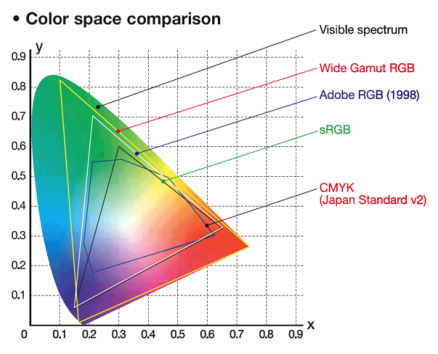 • Color space comparison
y
Visible spectrum
Wide Gamut RGB
Adobe RGB (1998)
sRGB
CMYK
(Japan Standard v2)
0.9
0.8
0.7
0.6
0.5
0.4
0.3
0.2
0.1
0 0.1 0.2 0.3 0.4 0.5 0.6 0.7 0.8 0.9 x